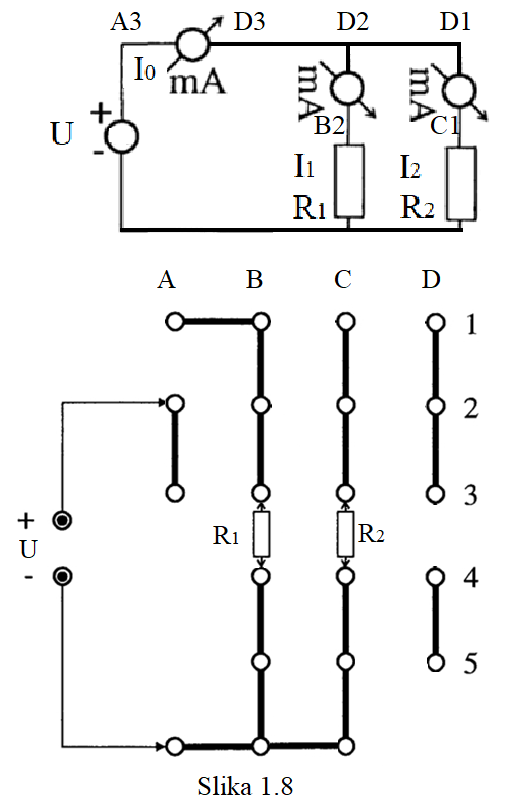 A3 D3 D2 D1
I0 mA mA mA
+ B2 C1
U
-
I1 I2
R1 R2
A B C D
1
2
3
+ R1 R2
U
- 4
5
Slika 1.8